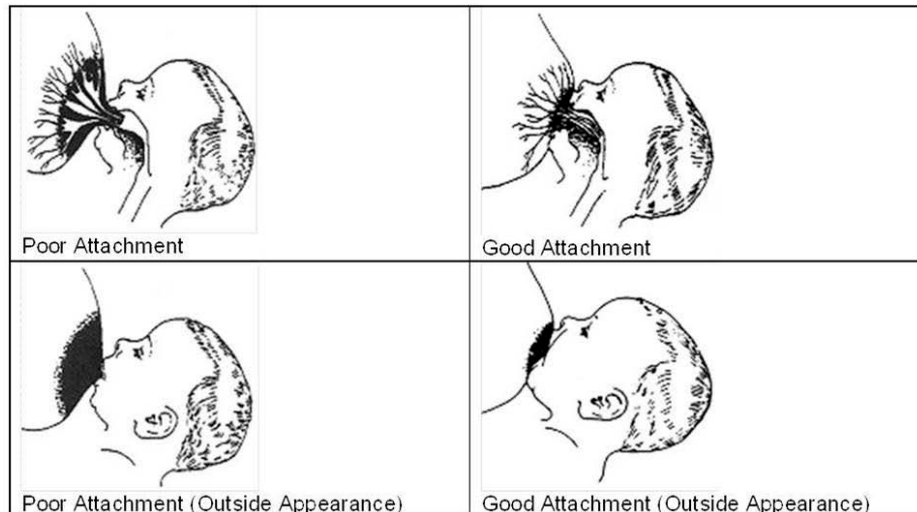 Poor Attachment
Good Attachment
Poor Attachment (Outside Appearance)
Good Attachment (Outside Appearance)